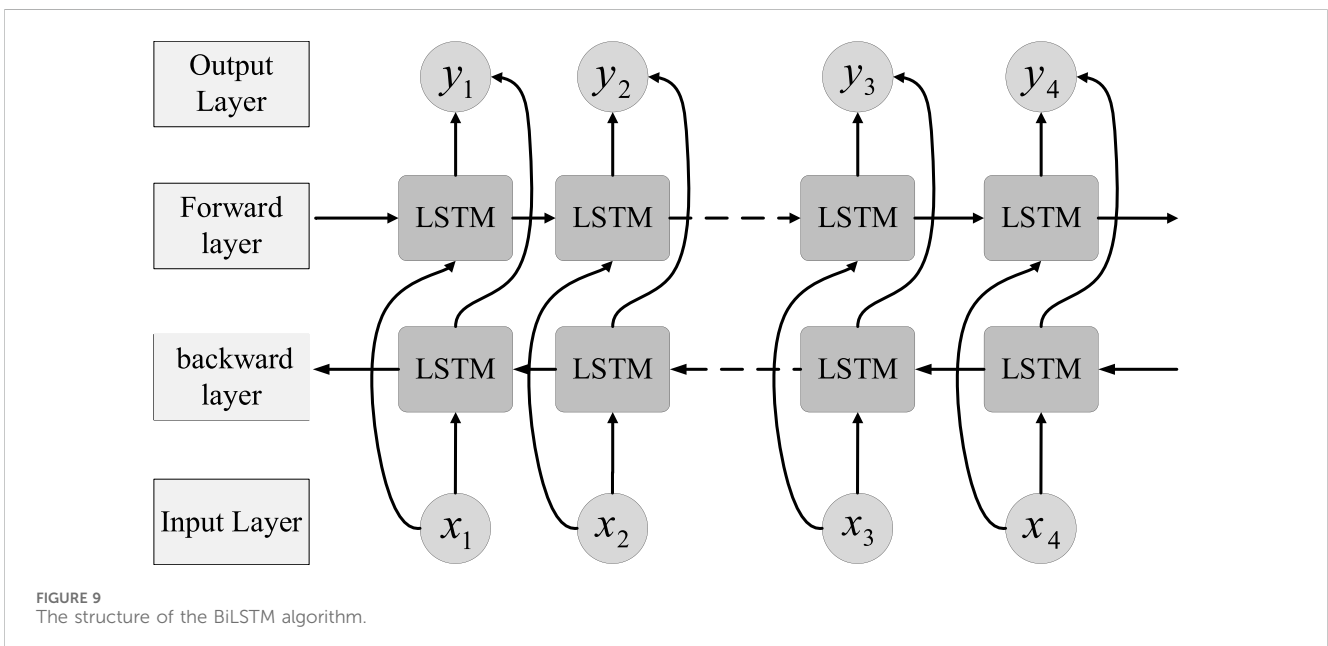 Output
Layer
y1
y2
y3
y4
Forward
layer
LSTM
LSTM
LSTM
LSTM
backward
layer
LSTM
LSTM
LSTM
LSTM
Input Layer
x1
x2
x3
x4
FIGURE 9
The structure of the BiLSTM algorithm.